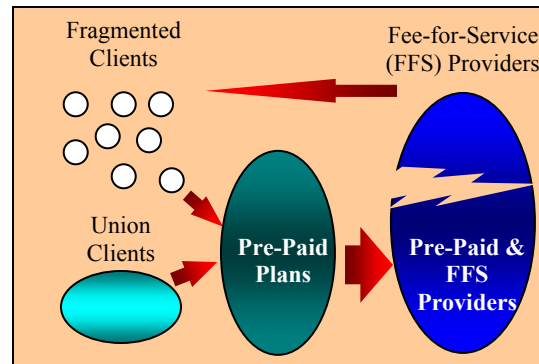 Fragmented
Clients
Fee-for-Service
(FFS) Providers
Union
Clients
Pre-Paid
Plans
Pre-Paid &
FFS
Providers